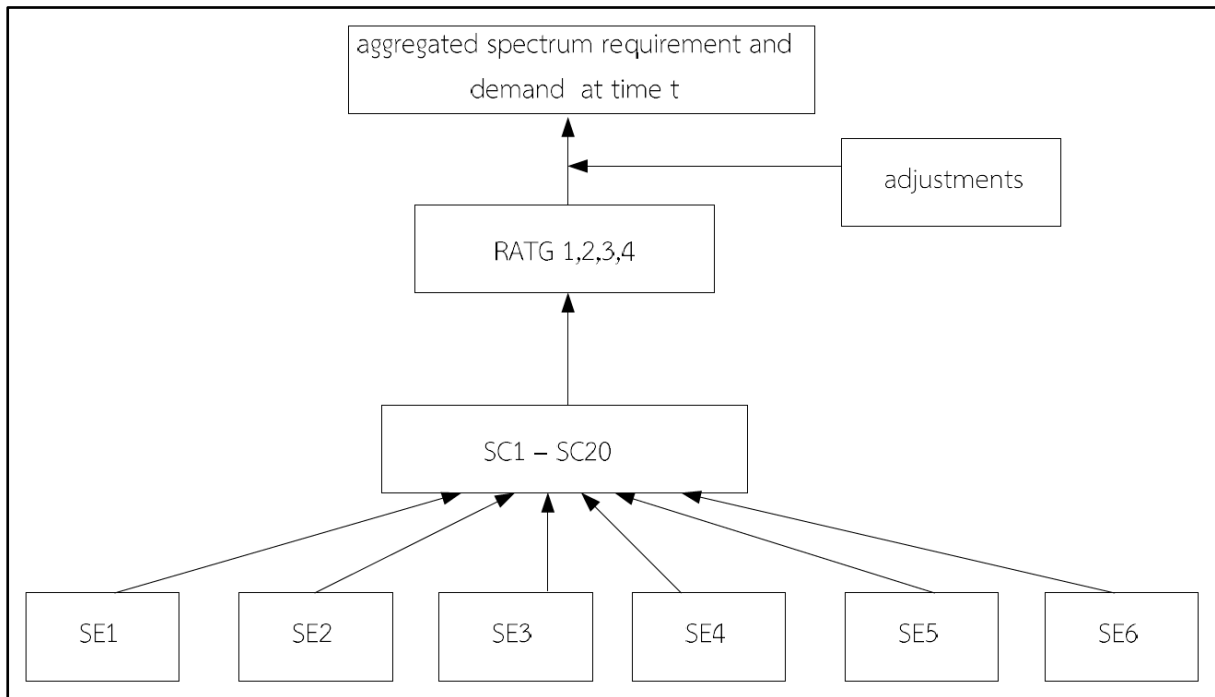 aggregated spectrum requirement and
demand at time t
adjustments
RATG 1,2,3,4
SC1 – SC20
SE1
SE2
SE3
SE4
SE5
SE6